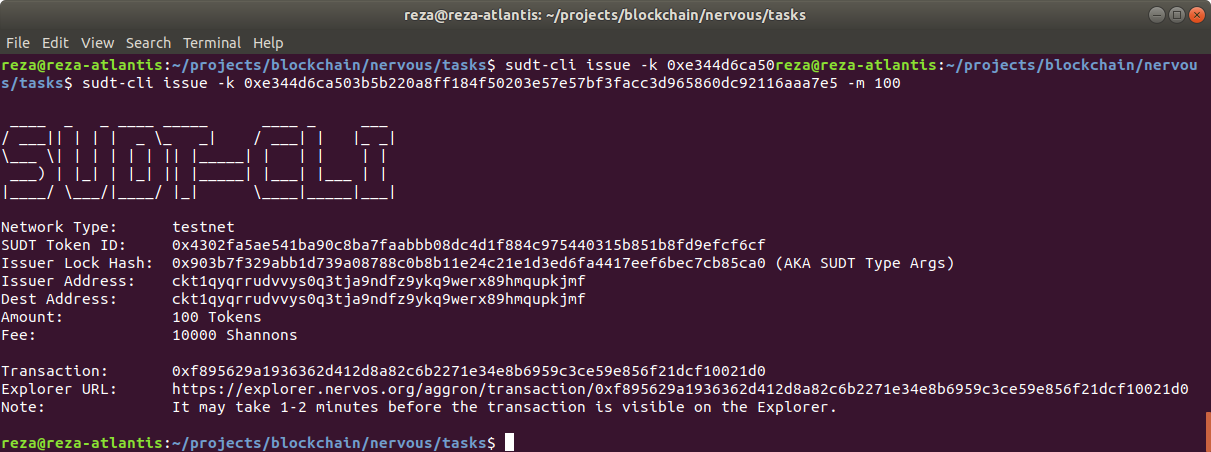 reza@reza-atlantis: ~/projects/blockchain/nervous/tasks
File Edit View Search Terminal Help
reza@reza-atlantis:~/projects/blockchain/nervous/tasks$ sudt-cli issue -k 0xe344d6ca50reza@reza-atlantis:~/projects/blockchain/nervou
s/tasks$ sudt-cli issue -k 0xe344d6ca503b5b220a8ff184f50203e57e57bf3facc3d965860dc92116aaa7e5 -m 100
SUDT-CLI
Network Type: testnet
SUDT Token ID: 0x4302fa5ae541ba90c8ba7faabbb08dc4d1f884c975440315b851b8fd9efcf6cf
Issuer Lock Hash: 0x903b7f329abb1d739a08788c0b8b11e24c21e1d3ed6fa4417eef6bec7cb85ca0 (AKA SUDT Type Args)
Issuer Address: ckt1qyqrrudvvys0q3tja9ndfz9ykq9werx89hmqupkjmf
Dest Address: ckt1qyqrrudvvys0q3tja9ndfz9ykq9werx89hmqupkjmf
Amount: 100 Tokens
Fee: 10000 Shannons
Transaction: 0xf895629a1936362d412d8a82c6b2271e34e8b6959c3ce59e856f21dcf10021d0
Explorer URL: https://explorer.nervos.org/aggron/transaction/0xf895629a1936362d412d8a82c6b2271e34e8b6959c3ce59e856f21dcf10021d0
Note: It may take 1-2 minutes before the transaction is visible on the Explorer.
reza@reza-atlantis:~/projects/blockchain/nervous/tasks$